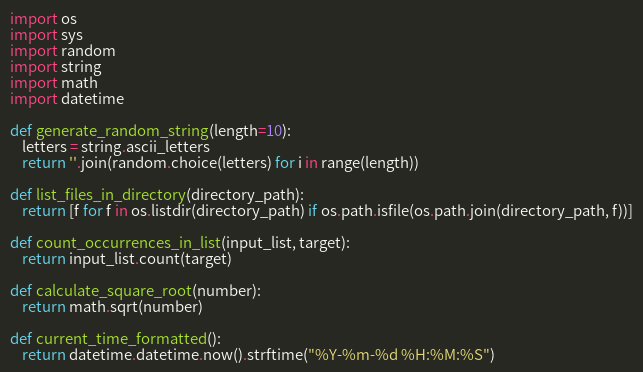 import os
import sys
import random
import string
import math
import datetime

def generate_random_string(length=10):
    letters = string.ascii_letters
    return ''.join(random.choice(letters) for i in range(length))

def list_files_in_directory(directory_path):
    return [f for f in os.listdir(directory_path) if os.path.isfile(os.path.join(directory_path, f))]

def count_occurrences_in_list(input_list, target):
    return input_list.count(target)

def calculate_square_root(number):
    return math.sqrt(number)

def current_time_formatted():
    return datetime.datetime.now().strftime("%Y-%m-%d %H:%M:%S")